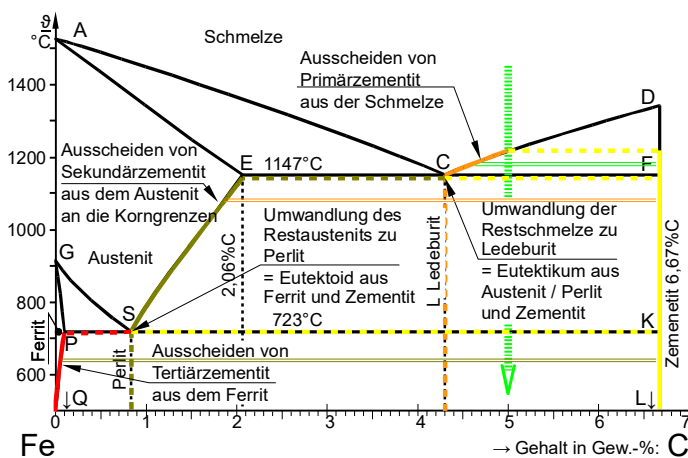 ϑ
°C
A
Schmelze
Ausscheiden von
Primärzementit
aus der Schmelze
1400
D
1200
Ausscheiden von
Sekundärzementit
aus dem Austenit
an die Korngrenzen
E
1147°C
C
F
1000
G
Austenit
2,06%C
Umwandlung des
Restaustenits zu
Perlit
= Eutektoid aus
Ferrit und Zementit
L Ledeburit
Umwandlung der
Restschmelze zu
Ledeburit
= Eutektikum aus
Austenit / Perlit
und Zementit
Zemenetit 6,67%C
800
S
723°C
K
Ferrit
P
Perlit
Ausscheiden von
Tertiärzementit
aus dem Ferrit
600
↓Q
L↓
0 1 2 3 4 5 6 7
Fe
→ Gehalt in Gew.-%: C